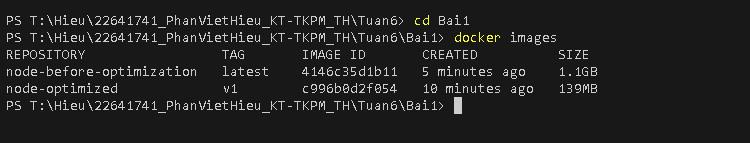 PS T:\Hieu\22641741_PhanVietHieu_KT-TKPM_TH\Tuan6> cd Bai1
PS T:\Hieu\22641741_PhanVietHieu_KT-TKPM_TH\Tuan6\Bai1> docker images
REPOSITORY TAG IMAGE ID CREATED SIZE
node-before-optimization latest 4146c35d1b11 5 minutes ago 1.1GB
node-optimized v1 c996b0d2f054 10 minutes ago 139MB
PS T:\Hieu\22641741_PhanVietHieu_KT-TKPM_TH\Tuan6\Bai1>